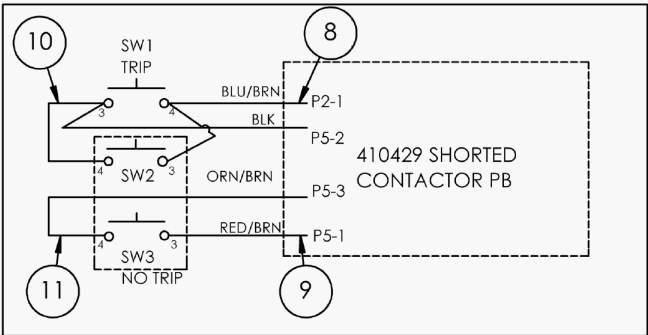 10
SW1
TRIP
8
BLU/BRN
P2-1
3
4
BLK
P5-2
410429 SHORTED
CONTACTOR PB
4
SW2
3
ORN/BRN
P5-3
RED/BRN
P5-1
4
3
SW3
NO TRIP
11
9